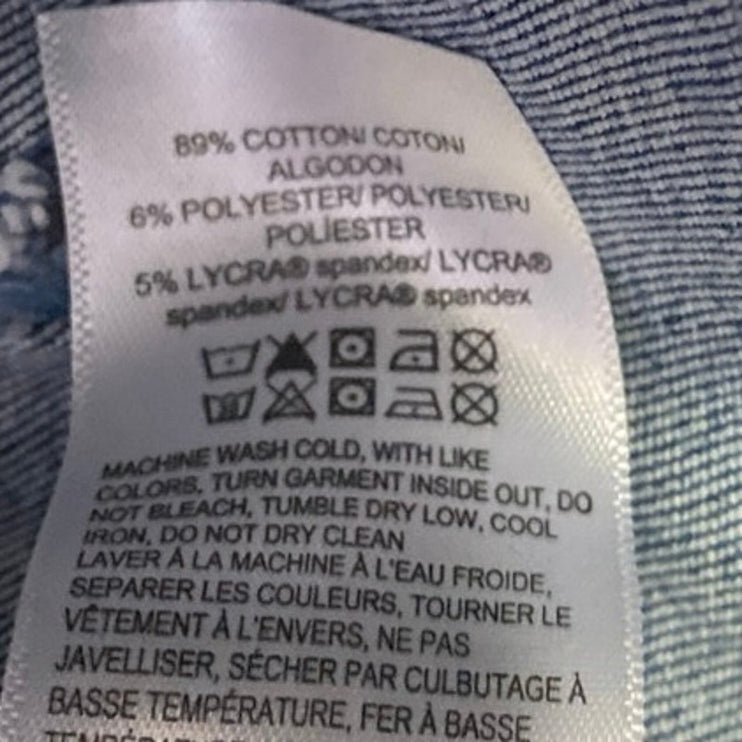 89% COTTON/ COTON/
ALGODON
6% POLYESTER/ POLYESTER/
POLIESTER
5% LYCRA® spandex/ LYCRA®
spandex/ LYCRA® spandex
MACHINE WASH COLD, WITH LIKE
COLORS, TURN GARMENT INSIDE OUT, DO
NOT BLEACH, TUMBLE DRY LOW, COOL
IRON, DO NOT DRY CLEAN
LAVER À LA MACHINE À L'EAU FROIDE,
SEPARER LES COULEURS, TOURNER LE
VÊTEMENT À L'ENVERS, NE PAS
JAVELLISER, SÉCHER PAR CULBUTAGE À
BASSE TEMPÉRATURE, FER À BASSE